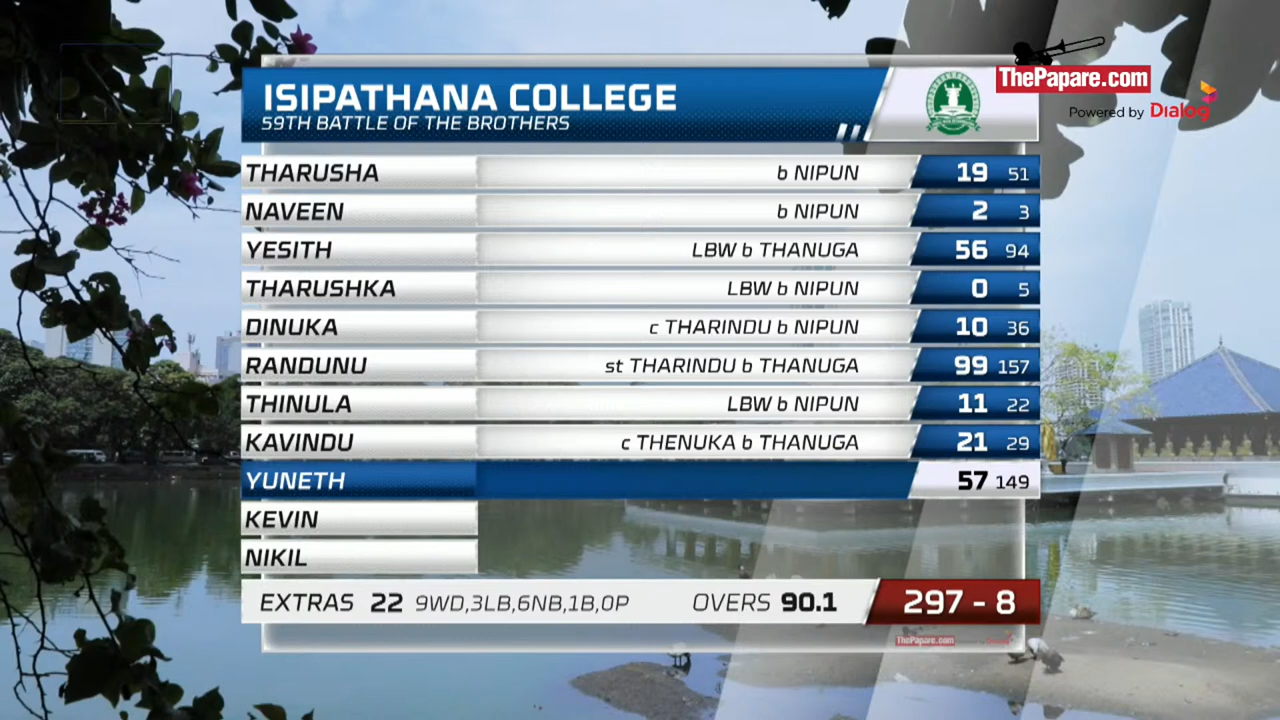 ISIPATHANA COLLEGE
59TH BATTLE OF THE BROTHERS
ThePapare.com
Powered by Dialog
THARUSHA b NIPUN 19 51
NAVEEN b NIPUN 2 3
YESITH LBW b THANUGA 56 94
THARUSHKA LBW b NIPUN 0 5
DINUKA c THARINDU b NIPUN 10 36
RANDUNU st THARINDU b THANUGA 99 157
THINULA LBW b NIPUN 11 22
KAVINDU c THENUKA b THANUGA 21 29
YUNETH 57 149
KEVIN
NIKIL
EXTRAS 22 9WD,3LB,6NB,1B,0P OVERS 90.1 297 - 8
ThePapare.com